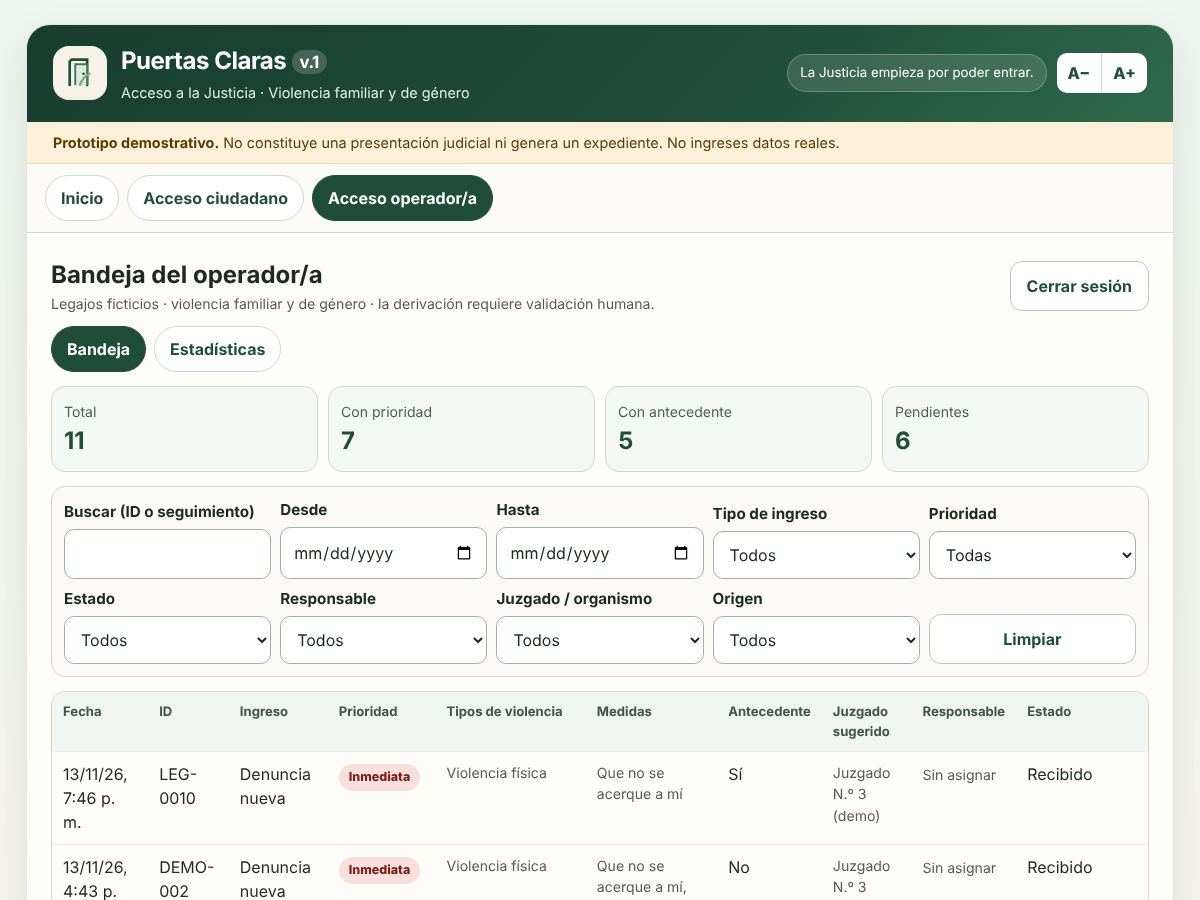 Puertas Claras v.1
Acceso a la Justicia · Violencia familiar y de género
La Justicia empieza por poder entrar.
A− A+
Prototipo demostrativo. No constituye una presentación judicial ni genera un expediente. No ingreses datos reales.
Inicio Acceso ciudadano Acceso operador/a
Bandeja del operador/a
Legajos ficticios · violencia familiar y de género · la derivación requiere validación humana.
Cerrar sesión
Bandeja Estadísticas
Total Con prioridad Con antecedente Pendientes
11 7 5 6
Buscar (ID o seguimiento) Desde Hasta Tipo de ingreso Prioridad
mm/dd/yyyy mm/dd/yyyy Todos Todas
Estado Responsable Juzgado / organismo Origen
Todos Todos Todos Todos Limpiar
Fecha ID Ingreso Prioridad Tipos de violencia Medidas Antecedente Juzgado Responsable Estado
sugerido
13/11/26, LEG- Denuncia Inmediata Violencia física Que no se Sí Juzgado Sin asignar Recibido
7:46 p. 0010 nueva acerque a mí N.º 3
m. (demo)
13/11/26, DEMO- Denuncia Inmediata Violencia física Que no se No Juzgado Sin asignar Recibido
4:43 p. 002 nueva acerque a mí, N.º 3